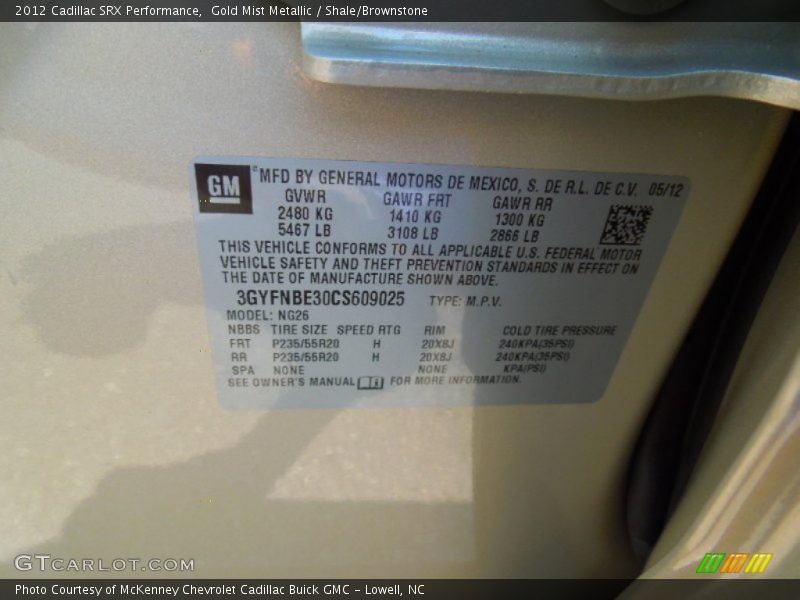 2012 Cadillac SRX Performance, Gold Mist Metallic / Shale/Brownstone
GM
® MFD BY GENERAL MOTORS DE MEXICO, S. DE R.L. DE C.V. 05/12
GVWR GAWR FRT GAWR RR
2480 KG 1410 KG 1300 KG
5467 LB 3108 LB 2866 LB
THIS VEHICLE CONFORMS TO ALL APPLICABLE U.S. FEDERAL MOTOR
VEHICLE SAFETY AND THEFT PREVENTION STANDARDS IN EFFECT ON
THE DATE OF MANUFACTURE SHOWN ABOVE.
3GYFNBE30CS609025 TYPE: M.P.V.
MODEL: NG26
NBBS TIRE SIZE SPEED RTG RIM COLD TIRE PRESSURE
FRT P235/55R20 H 20X8J 240KPA(35PSI)
RR P235/55R20 H 20X8J 240KPA(35PSI)
SPA NONE NONE KPA(PSI)
SEE OWNER'S MANUAL FOR MORE INFORMATION.
GTCARLOT.COM
Photo Courtesy of McKenney Chevrolet Cadillac Buick GMC - Lowell, NC